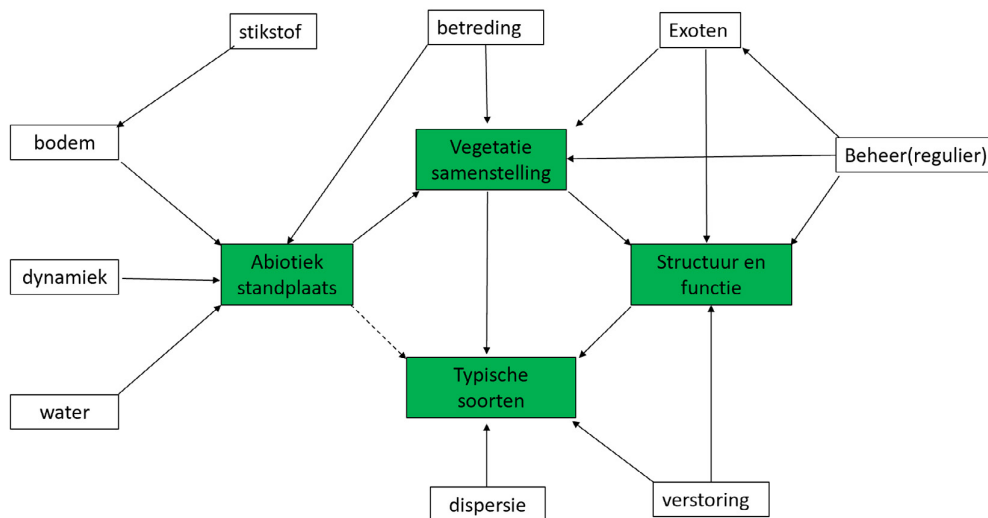 stikstof
betreding
Exoten
bodem
Vegetatie
samenstelling
Beheer(regulier)
dynamiek
Abiotiek
standplaats
Structuur en
functie
Typische
soorten
water
dispersie
verstoring